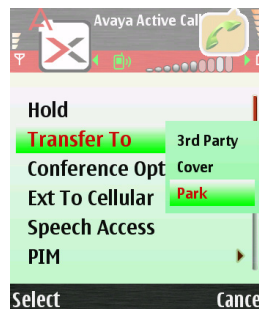 Avaya Active Call
Hold
Transfer To
3rd Party
Conference Opt
Cover
Ext To Cellular
Park
Speech Access
PIM
Select
Cance